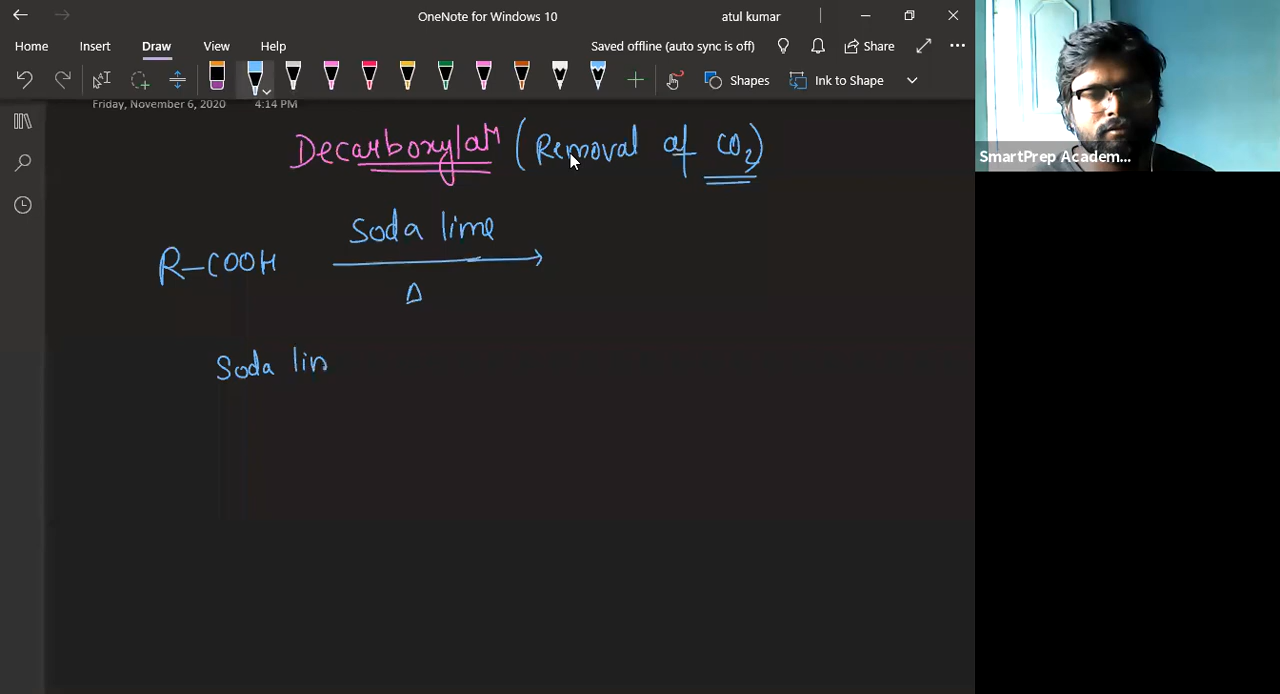 OneNote for Windows 10
atul kumar
Home Insert Draw View Help
Saved offline (auto sync is off)
Share
Shapes
Ink to Shape
Friday, November 6, 2020 4:14 PM
Decarboxylatn (Removal of CO2)
Soda lime
R-COOH
Δ
Soda lin
SmartPrep Academ...